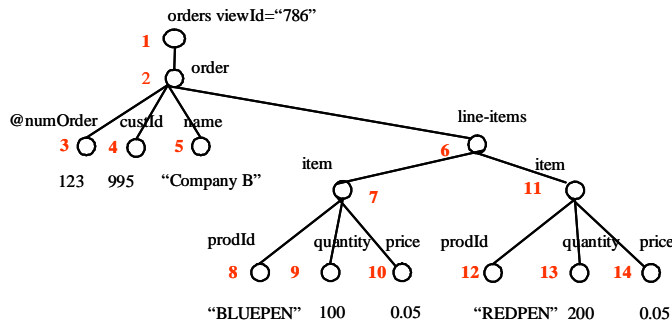 orders viewId=“786”
1
order
2
@numOrder custId name line-items
3 4 5 6
123 995 “Company B”
item item
7 11
prodId quantity price prodId quantity price
8 9 10 12 13 14
“BLUEPEN” 100 0.05 “REDPEN” 200 0.05